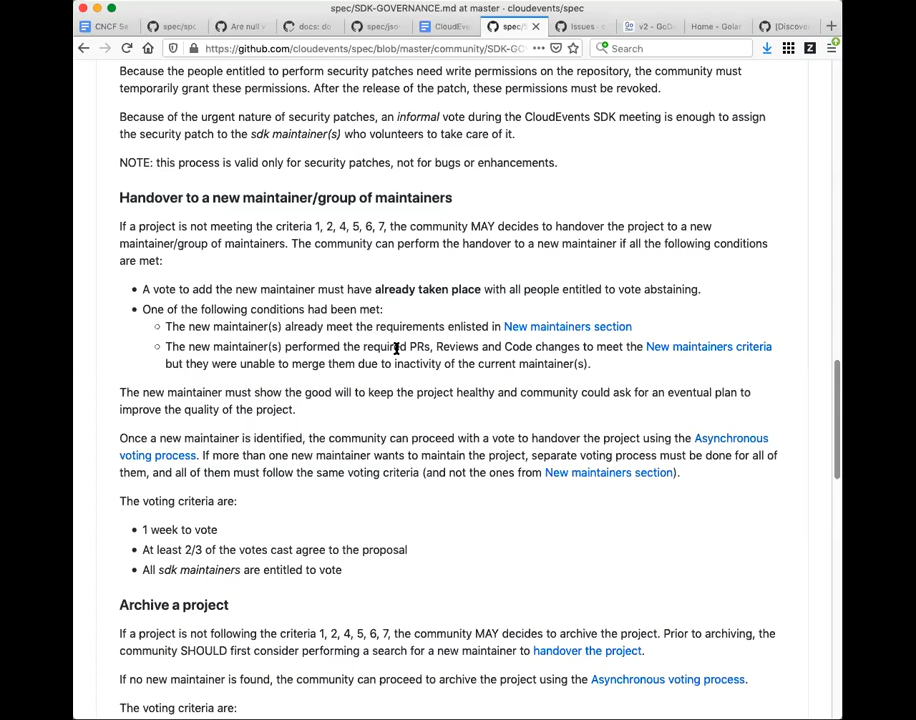 spec/SDK-GOVERNANCE.md at master · cloudevents/spec
CNCF Se
spec/spo
Are null v
docs: do
spec/jso
CloudEve
spec/S
Issues ·
v2 - GoDo
Home - Golan
[Discove
https://github.com/cloudevents/spec/blob/master/community/SDK-GO
Search
Because the people entitled to perform security patches need write permissions on the repository, the community must
temporarily grant these permissions. After the release of the patch, these permissions must be revoked.
Because of the urgent nature of security patches, an informal vote during the CloudEvents SDK meeting is enough to assign
the security patch to the sdk maintainer(s) who volunteers to take care of it.
NOTE: this process is valid only for security patches, not for bugs or enhancements.
Handover to a new maintainer/group of maintainers
If a project is not meeting the criteria 1, 2, 4, 5, 6, 7, the community MAY decides to handover the project to a new
maintainer/group of maintainers. The community can perform the handover to a new maintainer if all the following conditions
are met:
• A vote to add the new maintainer must have already taken place with all people entitled to vote abstaining.
• One of the following conditions had been met:
○ The new maintainer(s) already meet the requirements enlisted in New maintainers section
○ The new maintainer(s) performed the required PRs, Reviews and Code changes to meet the New maintainers criteria
but they were unable to merge them due to inactivity of the current maintainer(s).
The new maintainer must show the good will to keep the project healthy and community could ask for an eventual plan to
improve the quality of the project.
Once a new maintainer is identified, the community can proceed with a vote to handover the project using the Asynchronous
voting process. If more than one new maintainer wants to maintain the project, separate voting process must be done for all of
them, and all of them must follow the same voting criteria (and not the ones from New maintainers section).
The voting criteria are:
• 1 week to vote
• At least 2/3 of the votes cast agree to the proposal
• All sdk maintainers are entitled to vote
Archive a project
If a project is not following the criteria 1, 2, 4, 5, 6, 7, the community MAY decides to archive the project. Prior to archiving, the
community SHOULD first consider performing a search for a new maintainer to handover the project.
If no new maintainer is found, the community can proceed to archive the project using the Asynchronous voting process.
The voting criteria are: